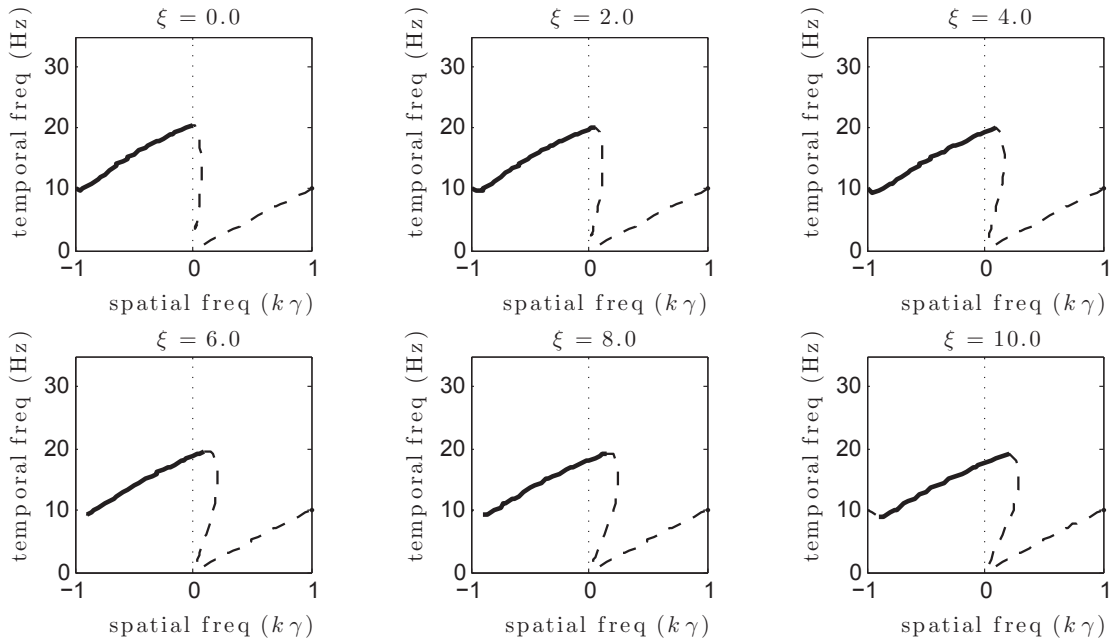 ξ = 0.0
temporal freq (Hz)
30
20
10
0
−1
0
1
spatial freq (k γ)
ξ = 2.0
temporal freq (Hz)
30
20
10
0
−1
0
1
spatial freq (k γ)
ξ = 4.0
temporal freq (Hz)
30
20
10
0
−1
0
1
spatial freq (k γ)
ξ = 6.0
temporal freq (Hz)
30
20
10
0
−1
0
1
spatial freq (k γ)
ξ = 8.0
temporal freq (Hz)
30
20
10
0
−1
0
1
spatial freq (k γ)
ξ = 10.0
temporal freq (Hz)
30
20
10
0
−1
0
1
spatial freq (k γ)